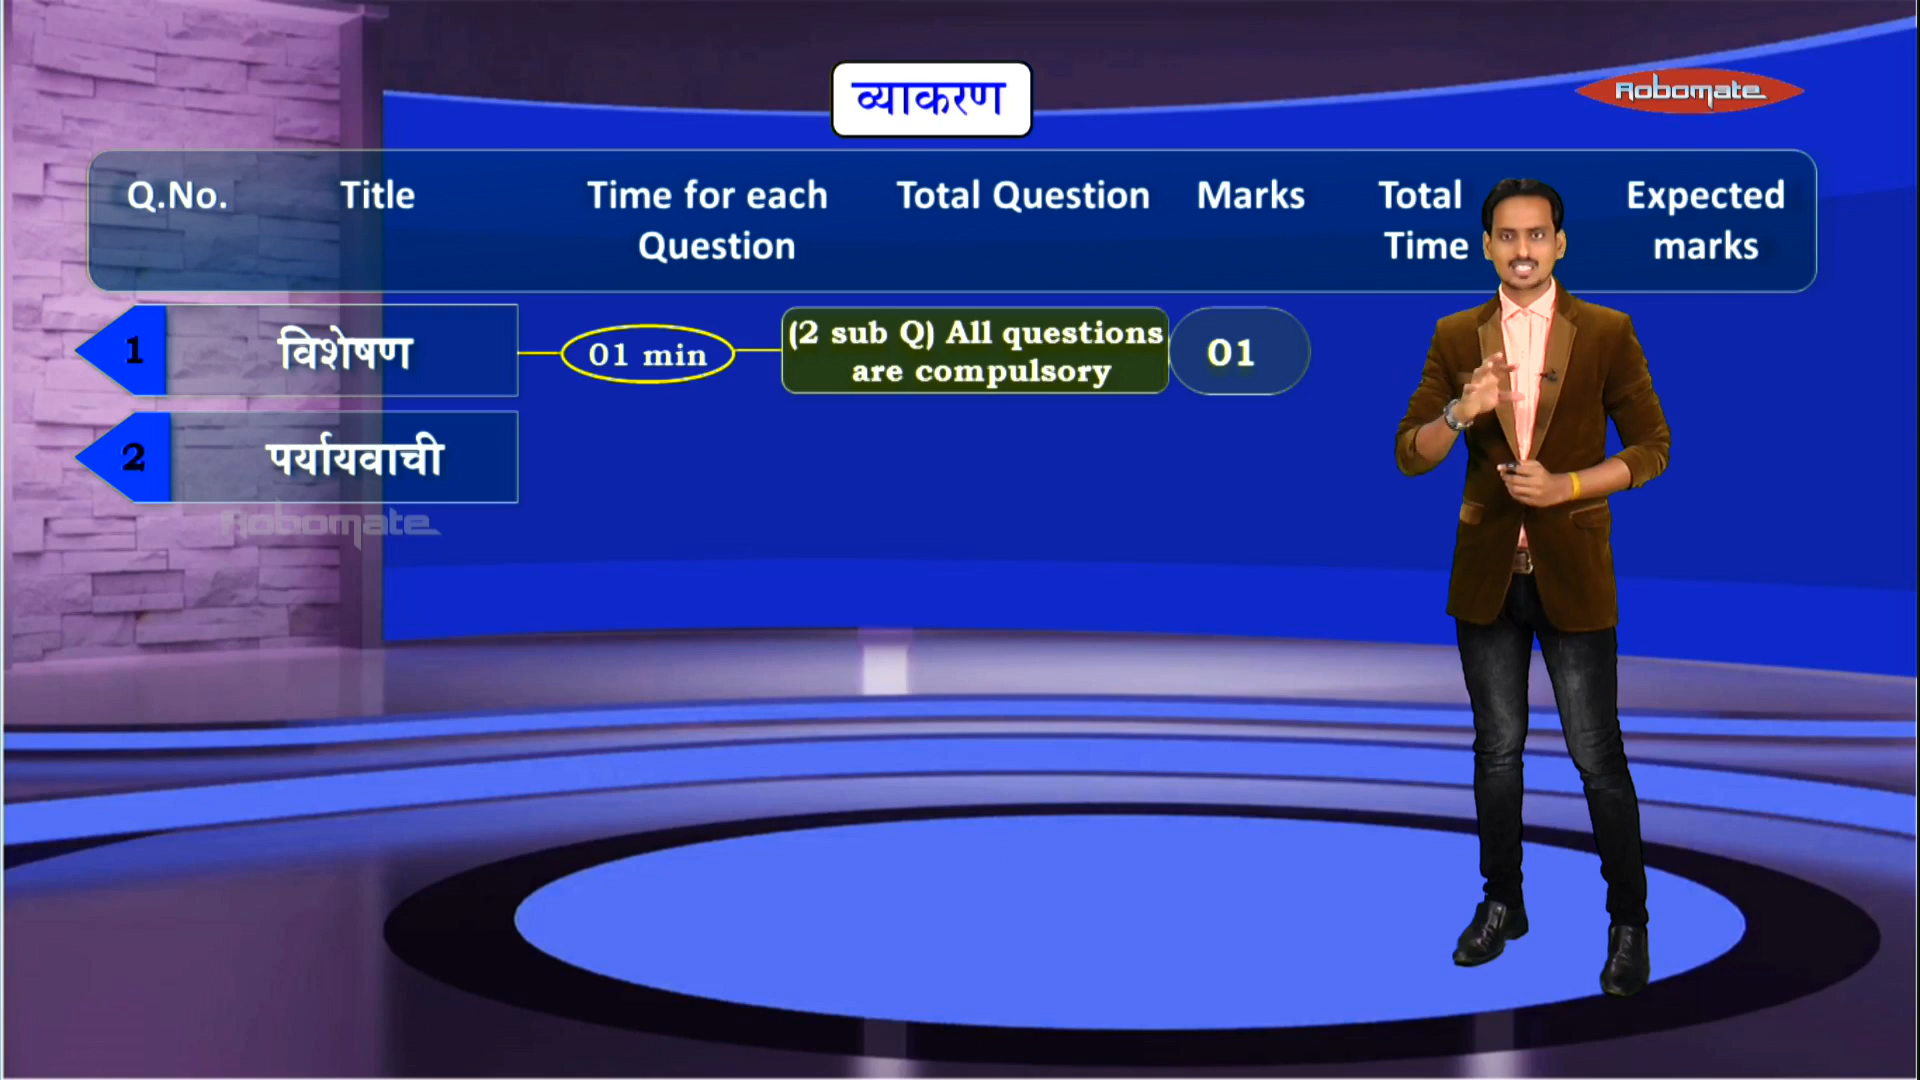 व्याकरण
Robomate
Q.No. Title Time for each Question Total Question Marks Total Time Expected marks
1 विशेषण 01 min (2 sub Q) All questions are compulsory 01
2 पर्यायवाची
Robomate